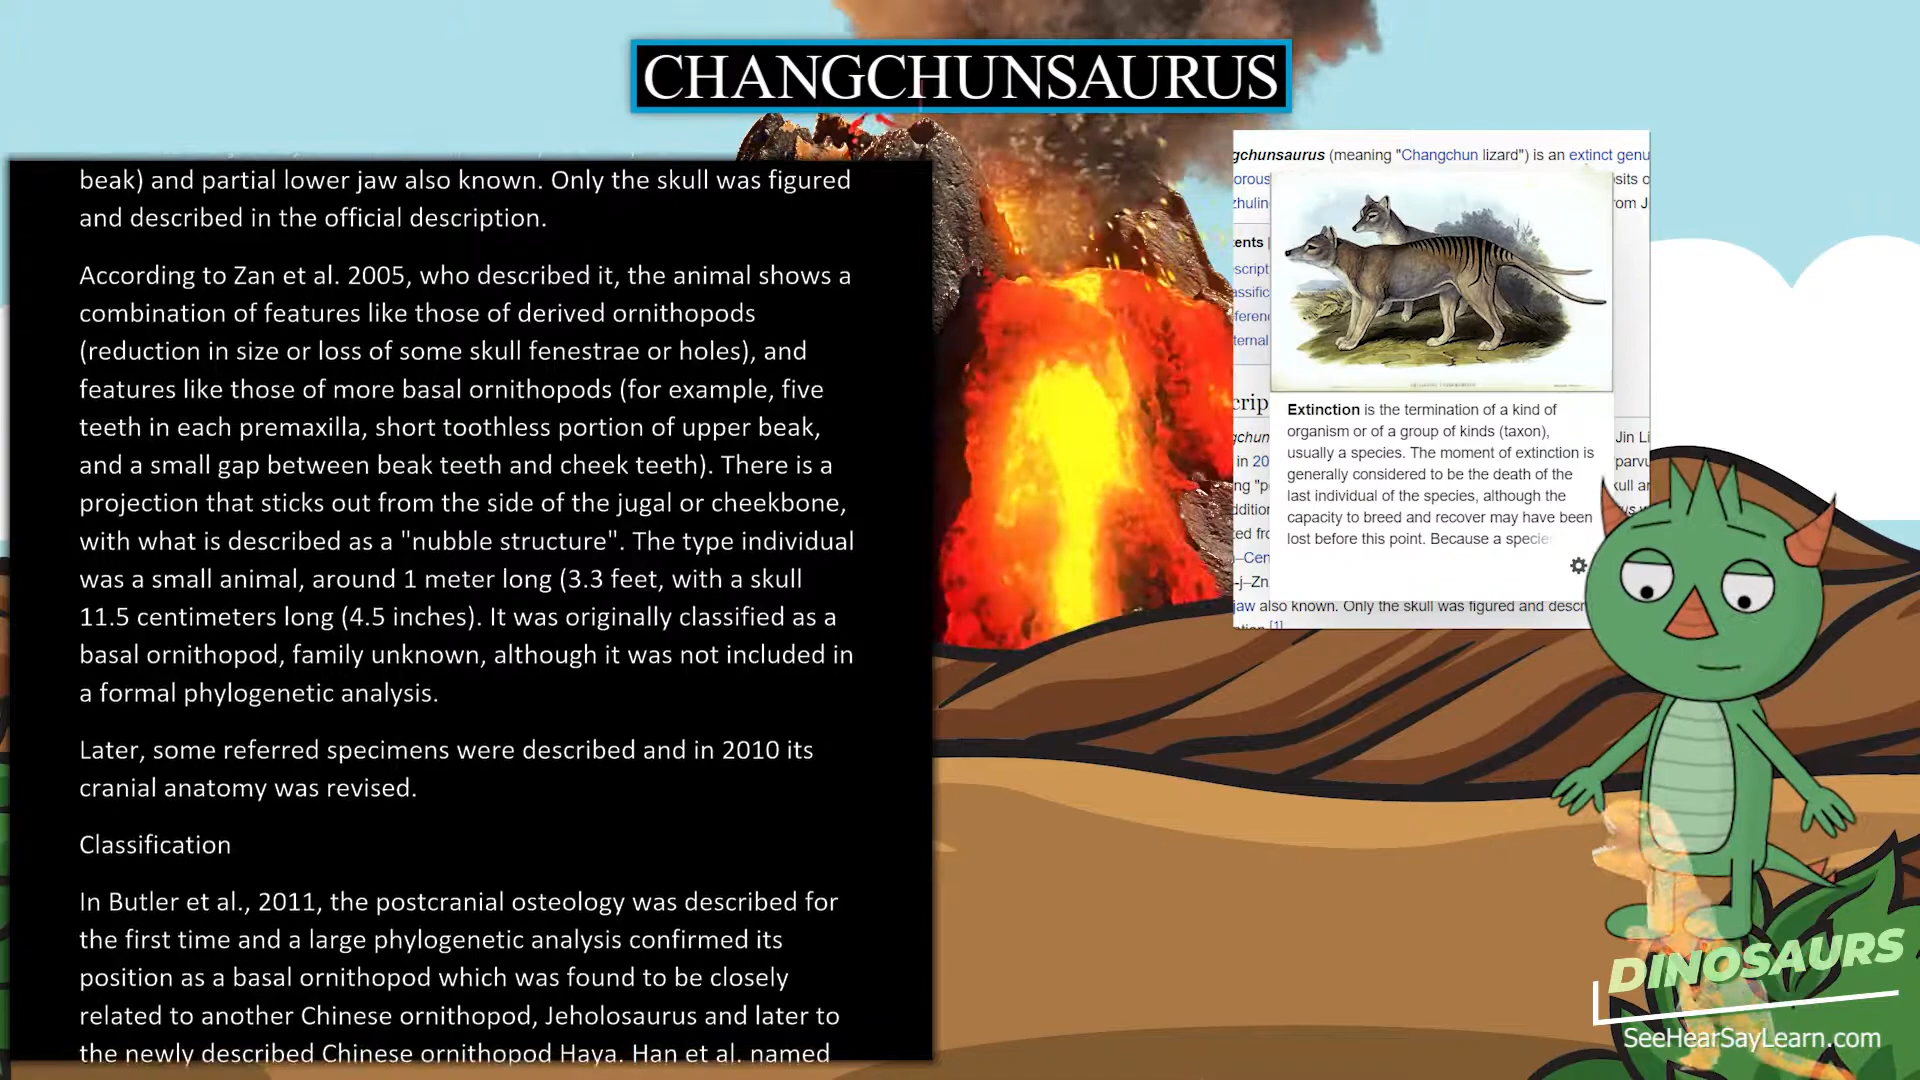 CHANGCHUNSAURUS
beak) and partial lower jaw also known. Only the skull was figured
and described in the official description.
According to Zan et al. 2005, who described it, the animal shows a
combination of features like those of derived ornithopods
(reduction in size or loss of some skull fenestrae or holes), and
features like those of more basal ornithopods (for example, five
teeth in each premaxilla, short toothless portion of upper beak,
and a small gap between beak teeth and cheek teeth). There is a
projection that sticks out from the side of the jugal or cheekbone,
with what is described as a "nubble structure". The type individual
was a small animal, around 1 meter long (3.3 feet, with a skull
11.5 centimeters long (4.5 inches). It was originally classified as a
basal ornithopod, family unknown, although it was not included in
a formal phylogenetic analysis.
Later, some referred specimens were described and in 2010 its
cranial anatomy was revised.
Classification
In Butler et al., 2011, the postcranial osteology was described for
the first time and a large phylogenetic analysis confirmed its
position as a basal ornithopod which was found to be closely
related to another Chinese ornithopod, Jeholosaurus and later to
the newly described Chinese ornithopod Haya. Han et al. named
gchunsaurus (meaning "Changchun lizard") is an extinct genu
Extinction is the termination of a kind of
organism or of a group of kinds (taxon),
usually a species. The moment of extinction is
generally considered to be the death of the
last individual of the species, although the
capacity to breed and recover may have been
lost before this point. Because a specie
jaw also known. Only the skull was figured and descr
DINOSAURS
SeeHearSayLearn.com